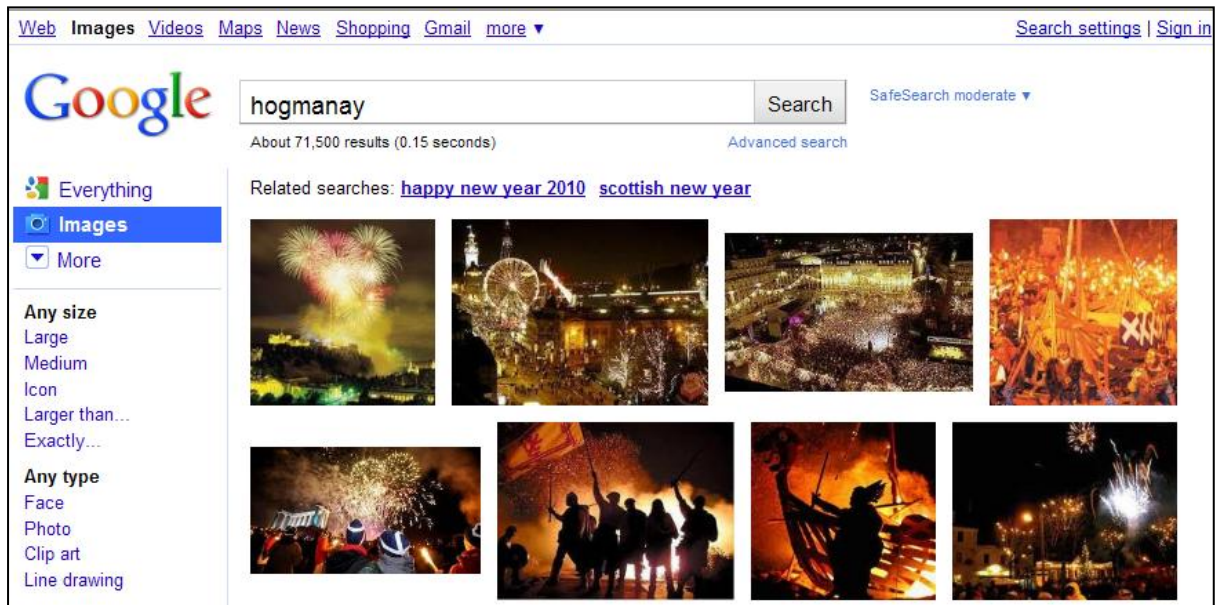 Web Images Videos Maps News Shopping Gmail more ▼ Search settings | Sign in
Google
hogmanay Search SafeSearch moderate ▼
About 71,500 results (0.15 seconds) Advanced search
Everything
Images
More
Any size
Large
Medium
Icon
Larger than...
Exactly...
Any type
Face
Photo
Clip art
Line drawing
Related searches: happy new year 2010 scottish new year